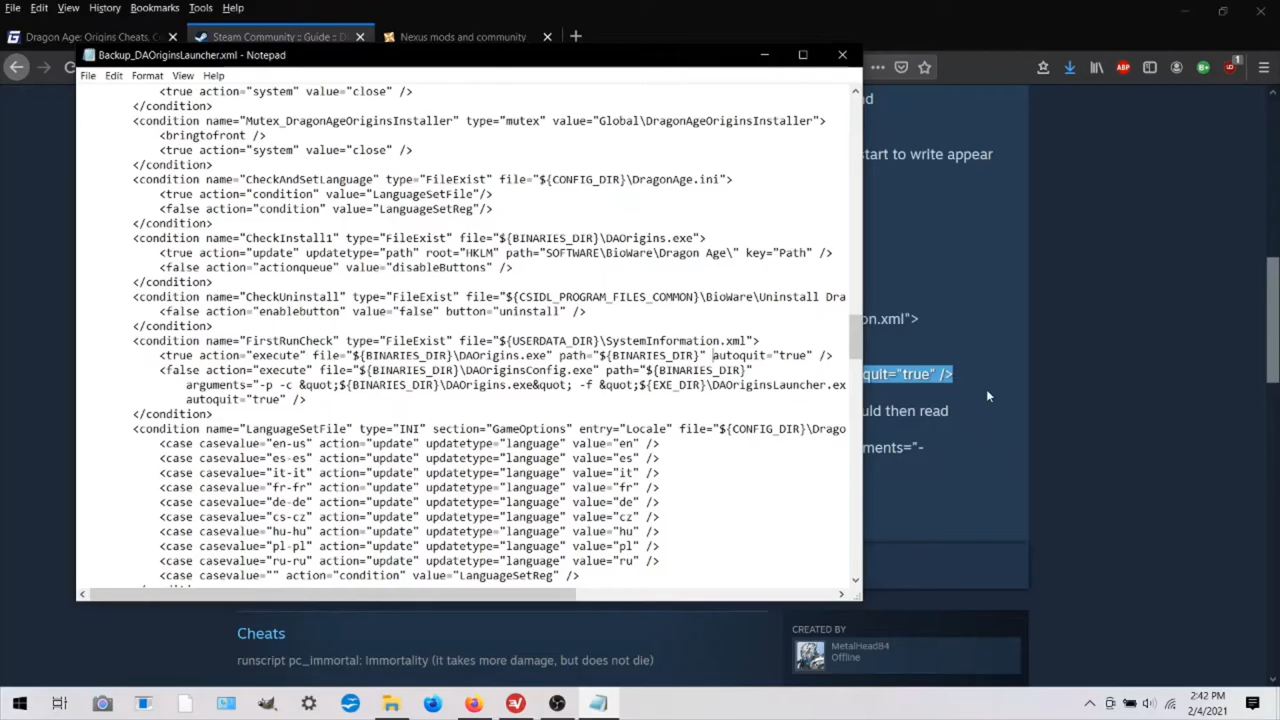 File Edit View History Bookmarks Tools Help
Dragon Age: Origins Cheats, C
Steam Community :: Guide :: D
Nexus mods and community
Backup_DAOriginsLauncher.xml - Notepad
File Edit Format View Help
ABP
1
<true action="system" value="close" />
</condition>
<condition name="Mutex_DragonAgeOriginsInstaller" type="mutex" value="Global\DragonAgeOriginsInstaller">
<bringtofront />
<true action="system" value="close" />
</condition>
<condition name="CheckAndSetLanguage" type="FileExist" file="${CONFIG_DIR}\DragonAge.ini">
<true action="condition" value="LanguageSetFile"/>
<false action="condition" value="LanguageSetReg"/>
</condition>
<condition name="CheckInstall1" type="FileExist" file="${BINARIES_DIR}\DAOrigins.exe">
<true action="update" updatetype="path" root="HKLM" path="SOFTWARE\BioWare\Dragon Age\" key="Path" />
<false action="actionqueue" value="disableButtons" />
</condition>
<condition name="CheckUninstall" type="FileExist" file="${CSIDL_PROGRAM_FILES_COMMON}\BioWare\Uninstall Dra
<false action="enablebutton" value="false" button="uninstall" />
</condition>
<condition name="FirstRunCheck" type="FileExist" file="${USERDATA_DIR}\SystemInformation.xml">
<true action="execute" file="${BINARIES_DIR}\DAOrigins.exe" path="${BINARIES_DIR}" autoquit="true" />
<false action="execute" file="${BINARIES_DIR}\DAOriginsConfig.exe" path="${BINARIES_DIR}"
arguments="-p -c &quot;${BINARIES_DIR}\DAOrigins.exe&quot; -f &quot;${EXE_DIR}\DAOriginsLauncher.ex
autoquit="true" />
</condition>
<condition name="LanguageSetFile" type="INI" section="GameOptions" entry="Locale" file="${CONFIG_DIR}\Drago
<case casevalue="en-us" action="update" updatetype="language" value="en" />
<case casevalue="es-es" action="update" updatetype="language" value="es" />
<case casevalue="it-it" action="update" updatetype="language" value="it" />
<case casevalue="fr-fr" action="update" updatetype="language" value="fr" />
<case casevalue="de-de" action="update" updatetype="language" value="de" />
<case casevalue="cs-cz" action="update" updatetype="language" value="cz" />
<case casevalue="hu-hu" action="update" updatetype="language" value="hu" />
<case casevalue="pl-pl" action="update" updatetype="language" value="pl" />
<case casevalue="ru-ru" action="update" updatetype="language" value="ru" />
<case casevalue="" action="condition" value="LanguageSetReg" />
nd
start to write appear
on.xml">
quit="true" />
uld then read
ments="-
Cheats
runscript pc_immortal: Immortality (it takes more damage, but does not die)
CREATED BY
MetalHead84
Offline
2:42 PM
2/4/2021